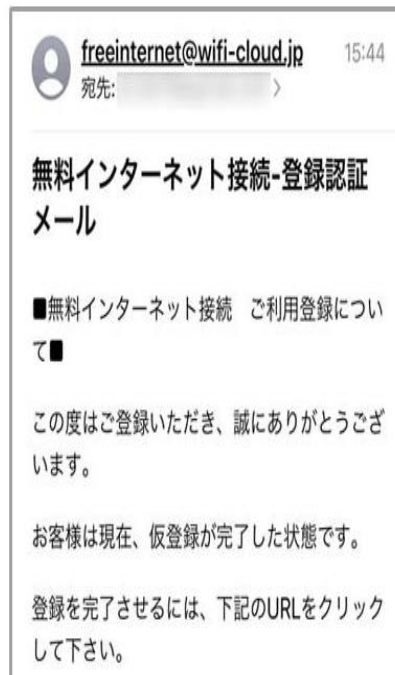 freeinternet@wifi-cloud.jp 15:44
宛先:
無料インターネット接続-登録認証
メール
■無料インターネット接続　ご利用登録につい
て■
この度はご登録いただき、誠にありがとうござ
います。
お客様は現在、仮登録が完了した状態です。
登録を完了させるには、下記のURLをクリック
して下さい。